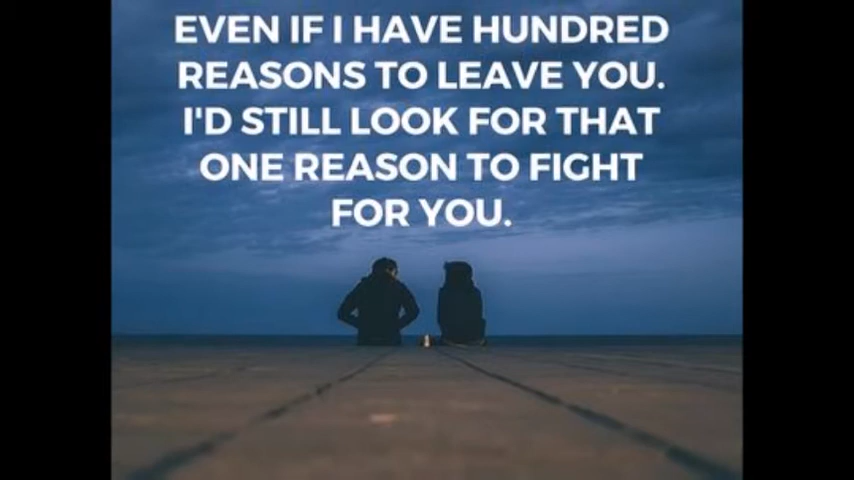 EVEN IF I HAVE HUNDRED
REASONS TO LEAVE YOU.
I'D STILL LOOK FOR THAT
ONE REASON TO FIGHT
FOR YOU.